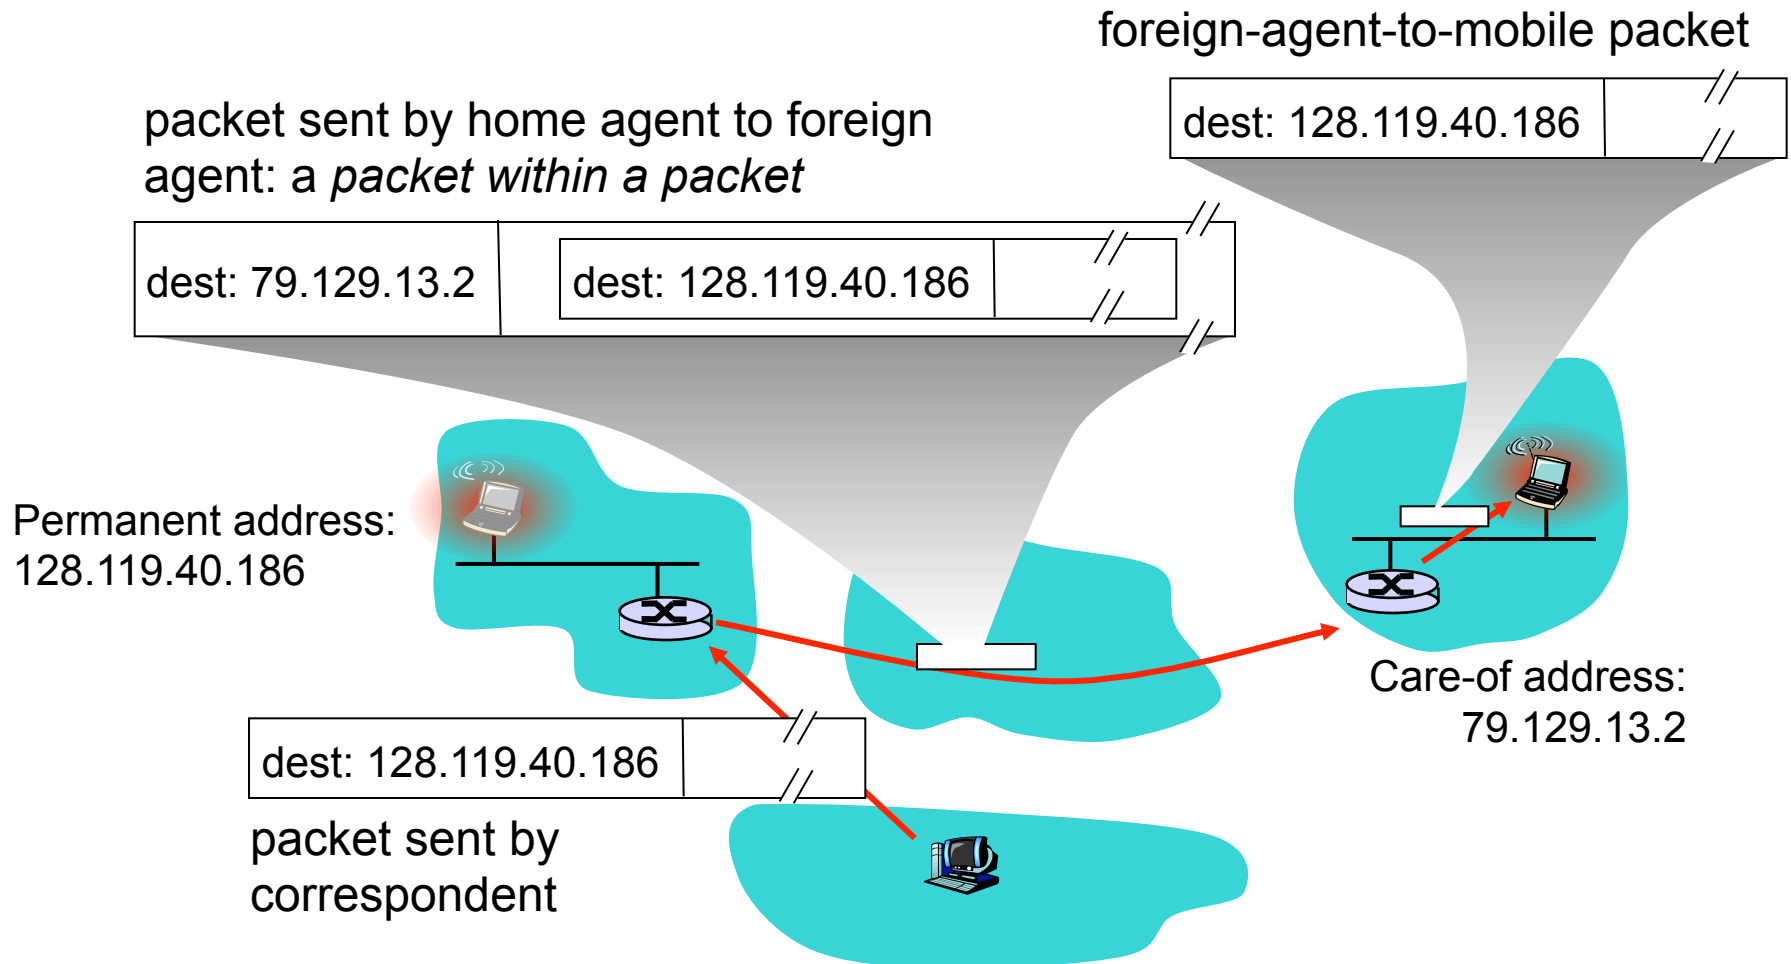 foreign-agent-to-mobile packet
dest: 128.119.40.186
packet sent by home agent to foreign
agent: a packet within a packet
dest: 79.129.13.2
dest: 128.119.40.186
Permanent address:
128.119.40.186
Care-of address:
79.129.13.2
dest: 128.119.40.186
packet sent by
correspondent